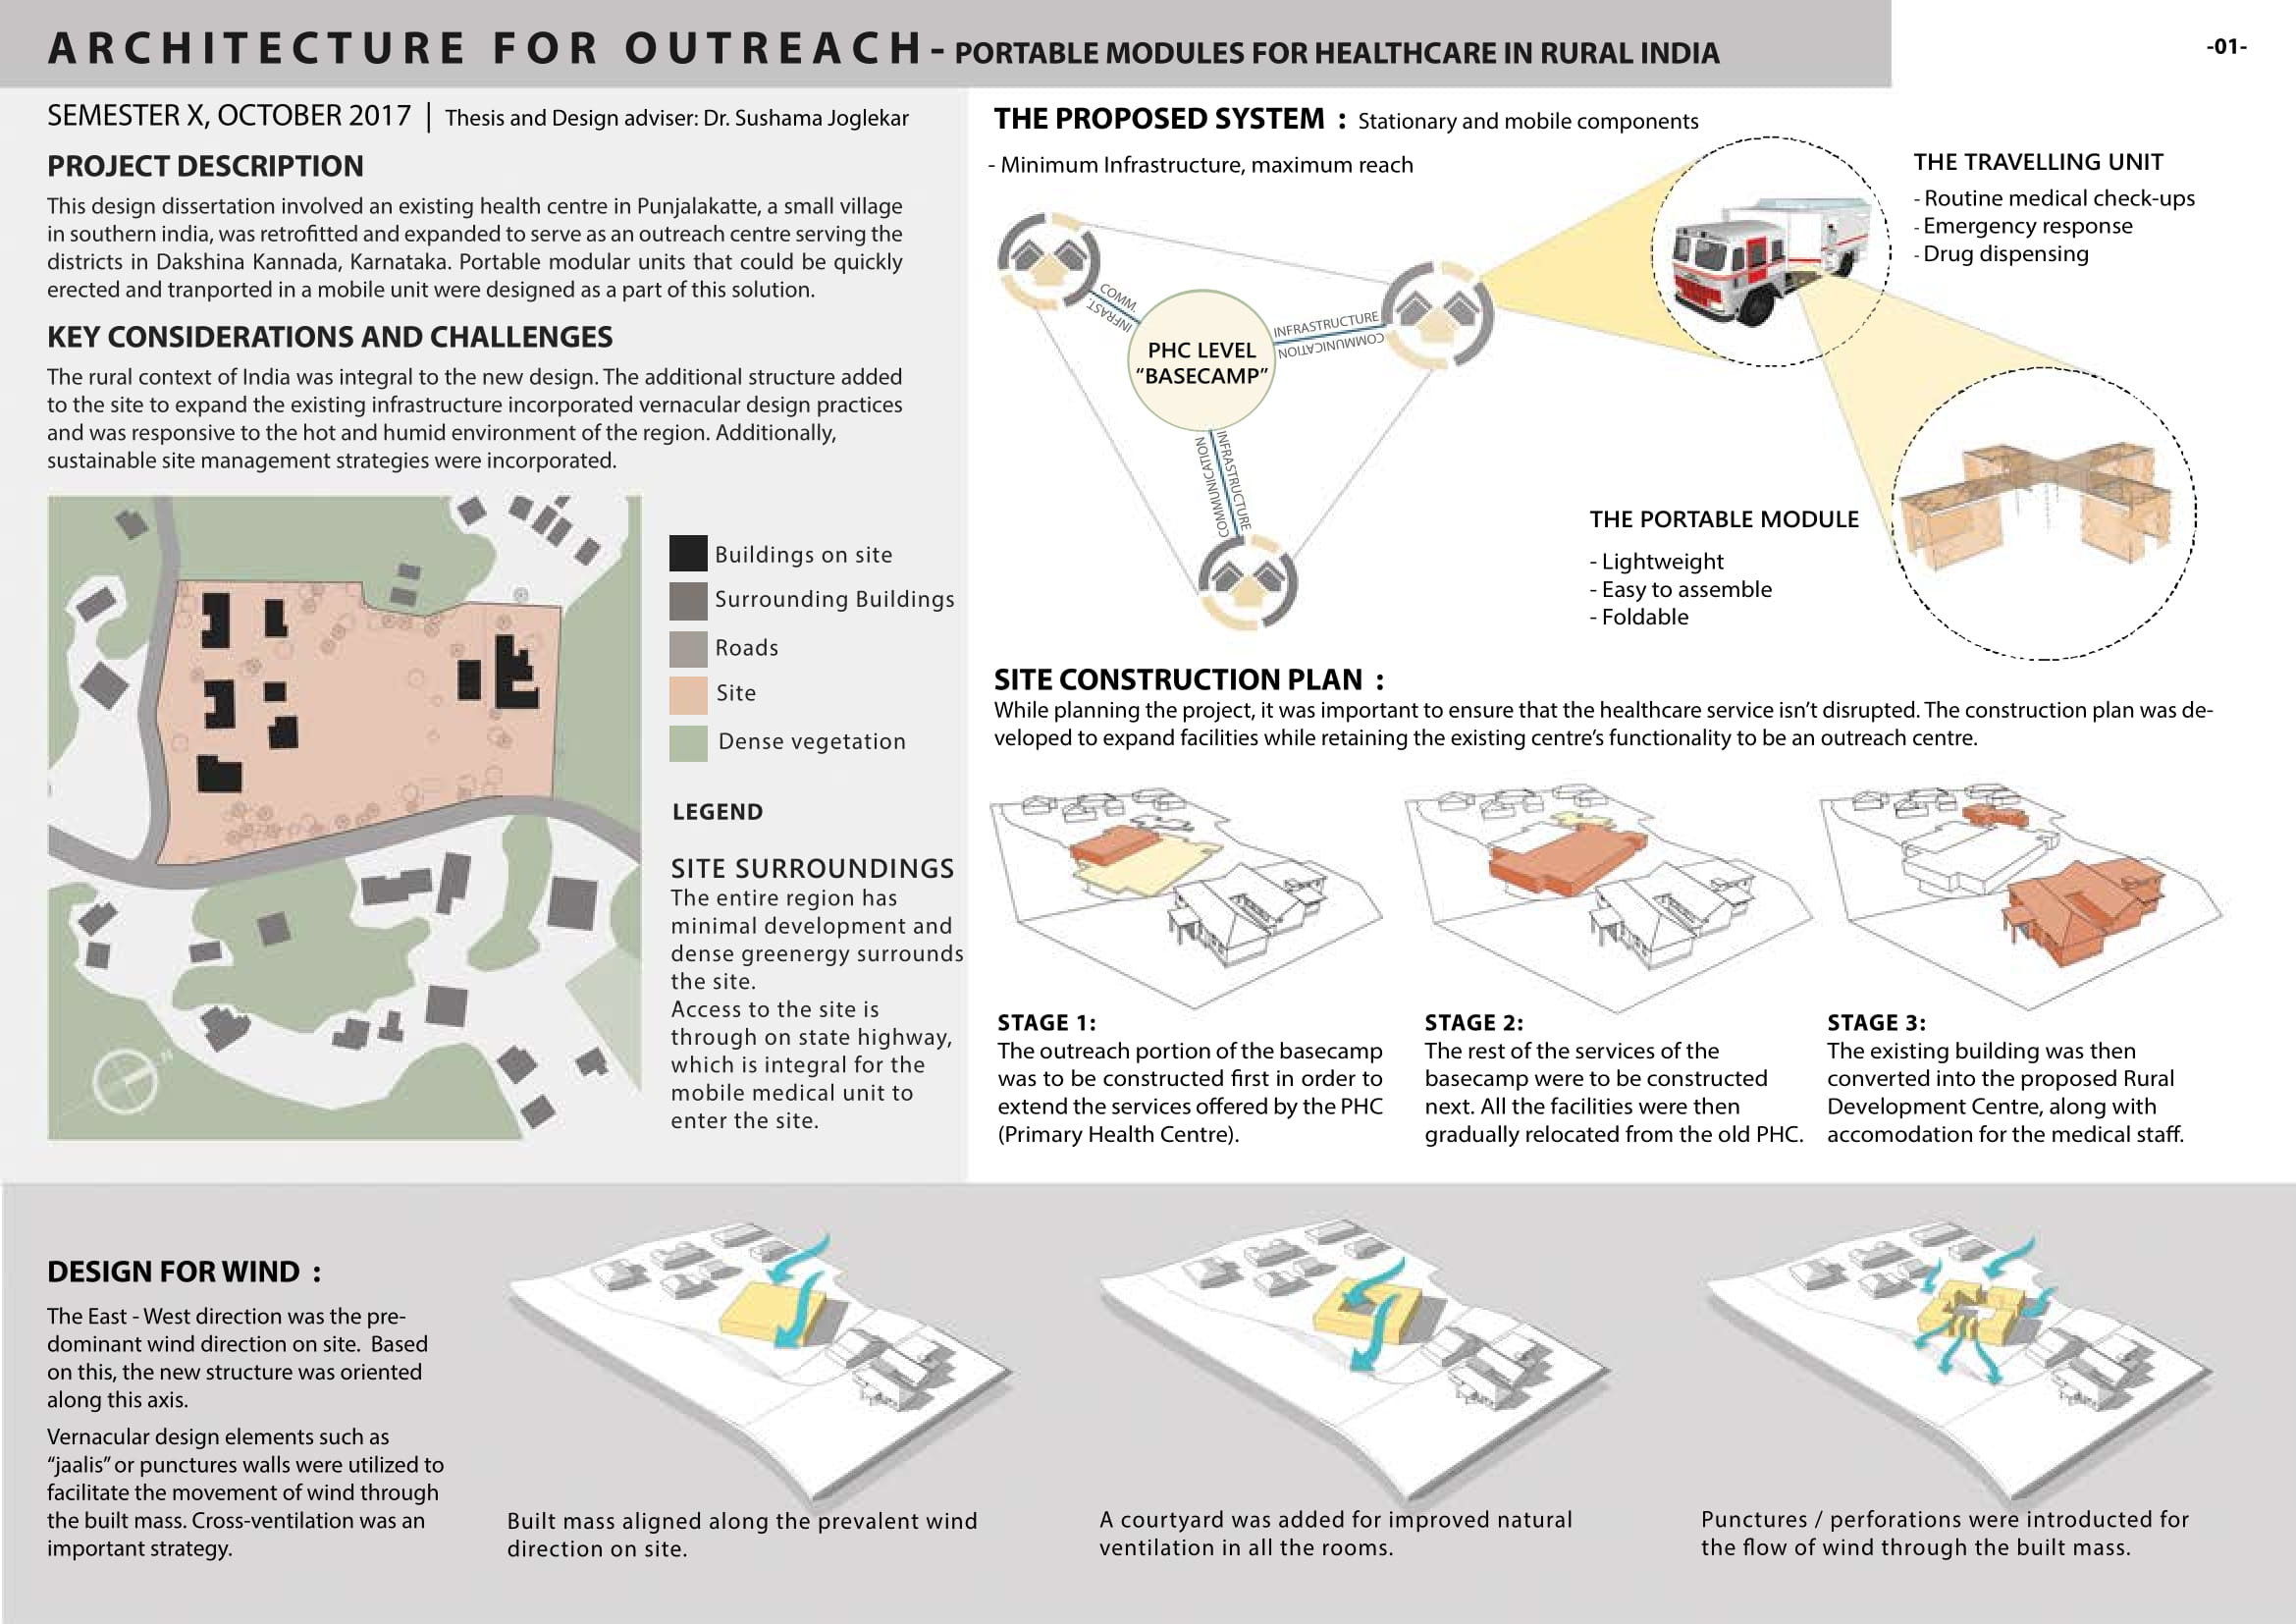 ARCHITECTURE FOR OUTREACH- PORTABLE MODULES FOR HEALTHCARE IN RURAL INDIA
-01-
SEMESTER X, OCTOBER 2017 | Thesis and Design adviser: Dr. Sushama Joglekar
PROJECT DESCRIPTION
This design dissertation involved an existing health centre in Punjalakatte, a small village
in southern india, was retrofitted and expanded to serve as an outreach centre serving the
districts in Dakshina Kannada, Karnataka. Portable modular units that could be quickly
erected and tranported in a mobile unit were designed as a part of this solution.
KEY CONSIDERATIONS AND CHALLENGES
The rural context of India was integral to the new design. The additional structure added
to the site to expand the existing infrastructure incorporated vernacular design practices
and was responsive to the hot and humid environment of the region. Additionally,
sustainable site management strategies were incorporated.
N
Buildings on site
Surrounding Buildings
Roads
Site
Dense vegetation
LEGEND
SITE SURROUNDINGS
The entire region has
minimal development and
dense greenergy surrounds
the site.
Access to the site is
through on state highway,
which is integral for the
mobile medical unit to
enter the site.
THE PROPOSED SYSTEM : Stationary and mobile components
- Minimum Infrastructure, maximum reach
COMM.
INFRAST.
PHC LEVEL
“BASECAMP”
INFRASTRUCTURE
COMMUNICATION
INFRASTRUCTURE
COMMUNICATION
THE TRAVELLING UNIT
- Routine medical check-ups
- Emergency response
- Drug dispensing
THE PORTABLE MODULE
- Lightweight
- Easy to assemble
- Foldable
SITE CONSTRUCTION PLAN :
While planning the project, it was important to ensure that the healthcare service isn’t disrupted. The construction plan was de-
veloped to expand facilities while retaining the existing centre’s functionality to be an outreach centre.
STAGE 1:
The outreach portion of the basecamp
was to be constructed first in order to
extend the services offered by the PHC
(Primary Health Centre).
STAGE 2:
The rest of the services of the
basecamp were to be constructed
next. All the facilities were then
gradually relocated from the old PHC.
STAGE 3:
The existing building was then
converted into the proposed Rural
Development Centre, along with
accomodation for the medical staff.
DESIGN FOR WIND :
The East - West direction was the pre-
dominant wind direction on site. Based
on this, the new structure was oriented
along this axis.
Vernacular design elements such as
“jaalis” or punctures walls were utilized to
facilitate the movement of wind through
the built mass. Cross-ventilation was an
important strategy.
Built mass aligned along the prevalent wind
direction on site.
A courtyard was added for improved natural
ventilation in all the rooms.
Punctures / perforations were introducted for
the flow of wind through the built mass.